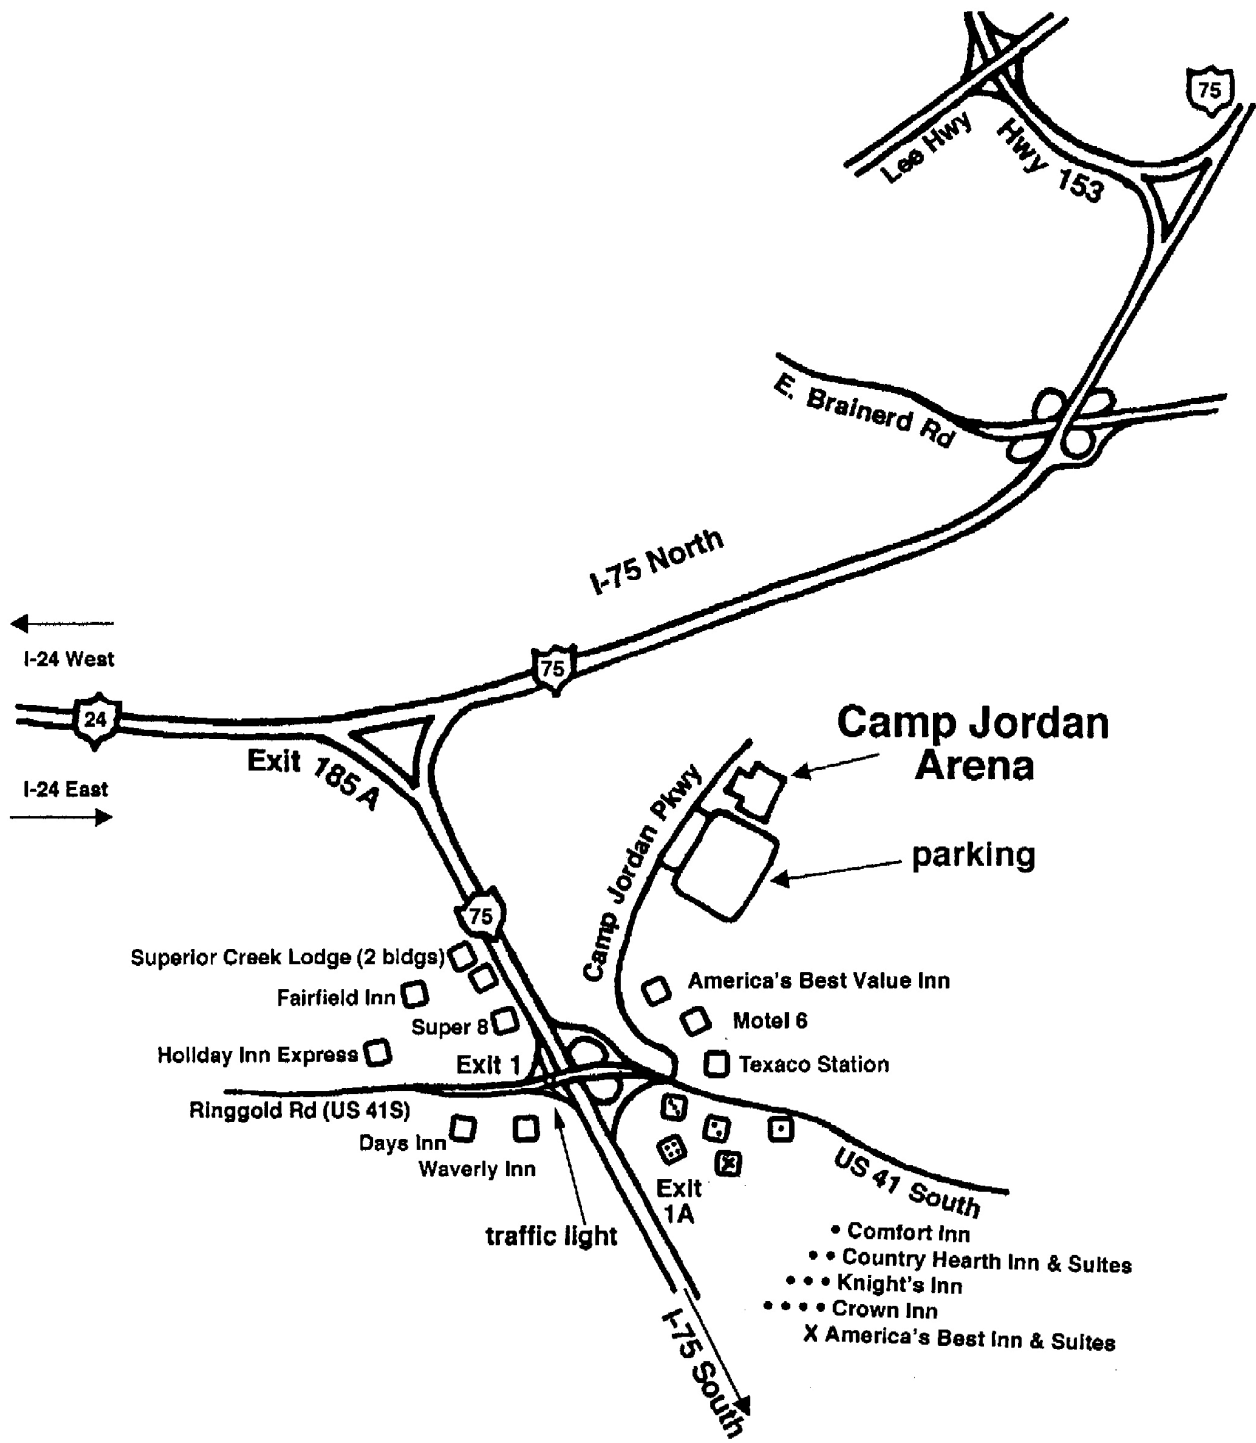 75
Lee Hwy
Hwy 153
E. Brainerd Rd
I-75 North
I-24 West
75
24
Camp Jordan
Arena
Exit 185A
I-24 East
Camp Jordan Pkwy
parking
75
Superior Creek Lodge (2 bldgs)
America's Best Value Inn
Fairfield Inn
Motel 6
Super 8
Holiday Inn Express
Exit 1
Texaco Station
Ringgold Rd (US 41S)
Days Inn
Waverly Inn
US 41 South
Exit
1A
traffic light
• Comfort Inn
• • Country Hearth Inn & Suites
• • • Knight's Inn
• • • • Crown Inn
X America's Best Inn & Suites
I-75 South